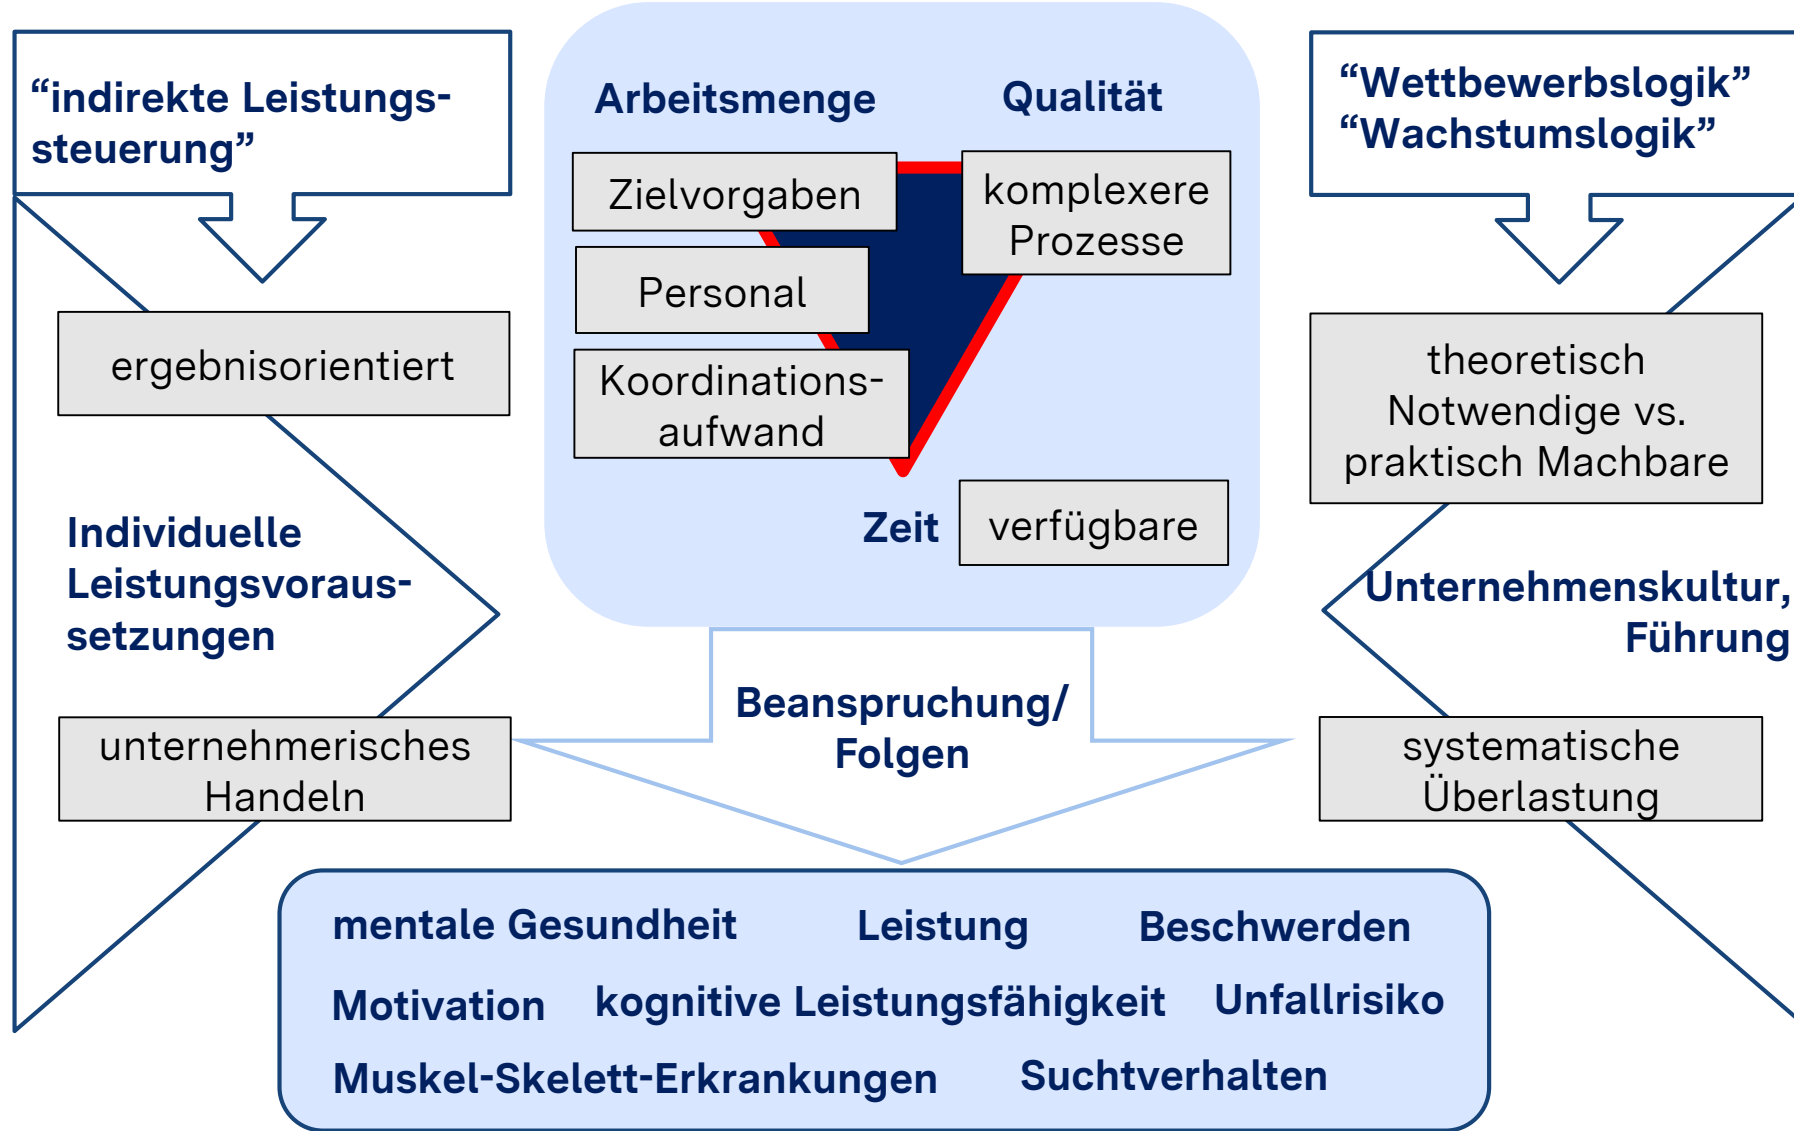 “indirekte Leistungs-
steuerung”
ergebnisorientiert
Individuelle
Leistungsvoraus-
setzungen
unternehmerisches
Handeln
Arbeitsmenge
Qualität
Zielvorgaben
komplexere
Prozesse
Personal
Koordinations-
aufwand
Zeit
verfügbare
“Wettbewerbslogik”
“Wachstumslogik”
theoretisch
Notwendige vs.
praktisch Machbare
Unternehmenskultur,
Führung
systematische
Überlastung
Beanspruchung/
Folgen
mentale Gesundheit
Leistung
Beschwerden
Motivation
kognitive Leistungsfähigkeit
Unfallrisiko
Muskel-Skelett-Erkrankungen
Suchtverhalten